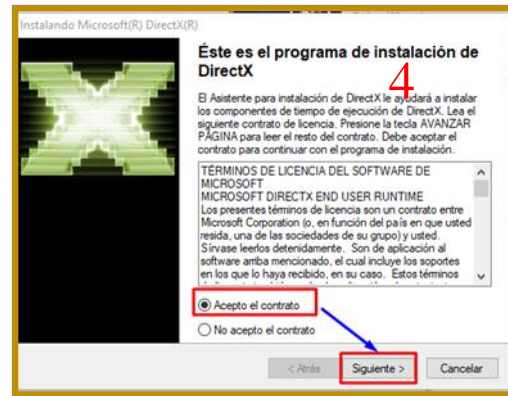 Instalando Microsoft(R) DirectX(R)
Éste es el programa de instalación de
DirectX
4
El Asistente para instalación de DirectX le ayudará a instalar
los componentes de tiempo de ejecución de DirectX. Lea el
siguiente contrato de licencia. Presione la tecla AVANZAR
PÁGINA para leer el resto del contrato. Debe aceptar el
contrato para continuar con el programa de instalación.
TÉRMINOS DE LICENCIA DEL SOFTWARE DE
MICROSOFT
MICROSOFT DIRECTX END USER RUNTIME
Los presentes términos de licencia son un contrato entre
Microsoft Corporation (o, en función del país en que usted
resida, una de las sociedades de su grupo) y usted.
Sírvase leerlos detenidamente. Son de aplicación al
software arriba mencionado, el cual incluye los soportes
en los que lo haya recibido, en su caso. Estos términos
Acepto el contrato
No acepto el contrato
< Atrás Siguiente > Cancelar